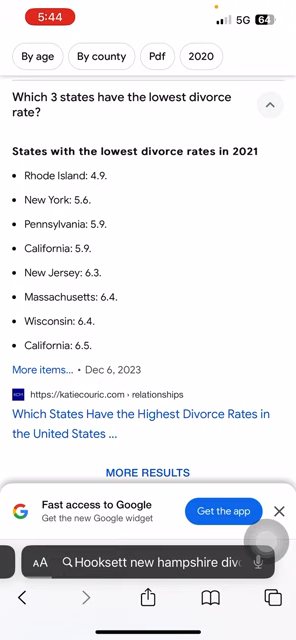 5:44
5G 64
By age By county Pdf 2020
Which 3 states have the lowest divorce
rate?
States with the lowest divorce rates in 2021
Rhode Island: 4.9.
New York: 5.6.
Pennsylvania: 5.9.
California: 5.9.
New Jersey: 6.3.
Massachusetts: 6.4.
Wisconsin: 6.4.
California: 6.5.
More items... • Dec 6, 2023
KCM https://katiecouric.com › relationships
Which States Have the Highest Divorce Rates in
the United States ...
MORE RESULTS
Fast access to Google
Get the new Google widget
Get the app
AA Hooksett new hampshire div